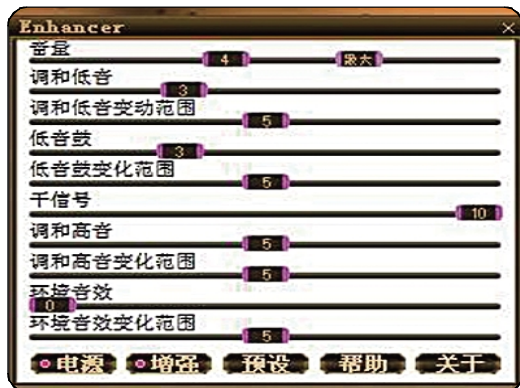 Enhancer ×
音量
4 最大
调和低音
3
调和低音变动范围
5
低音鼓
3
低音鼓变化范围
5
干信号
10
调和高音
5
调和高音变化范围
5
环境音效
0
环境音效变化范围
5
电源 增强 预设 帮助 关于